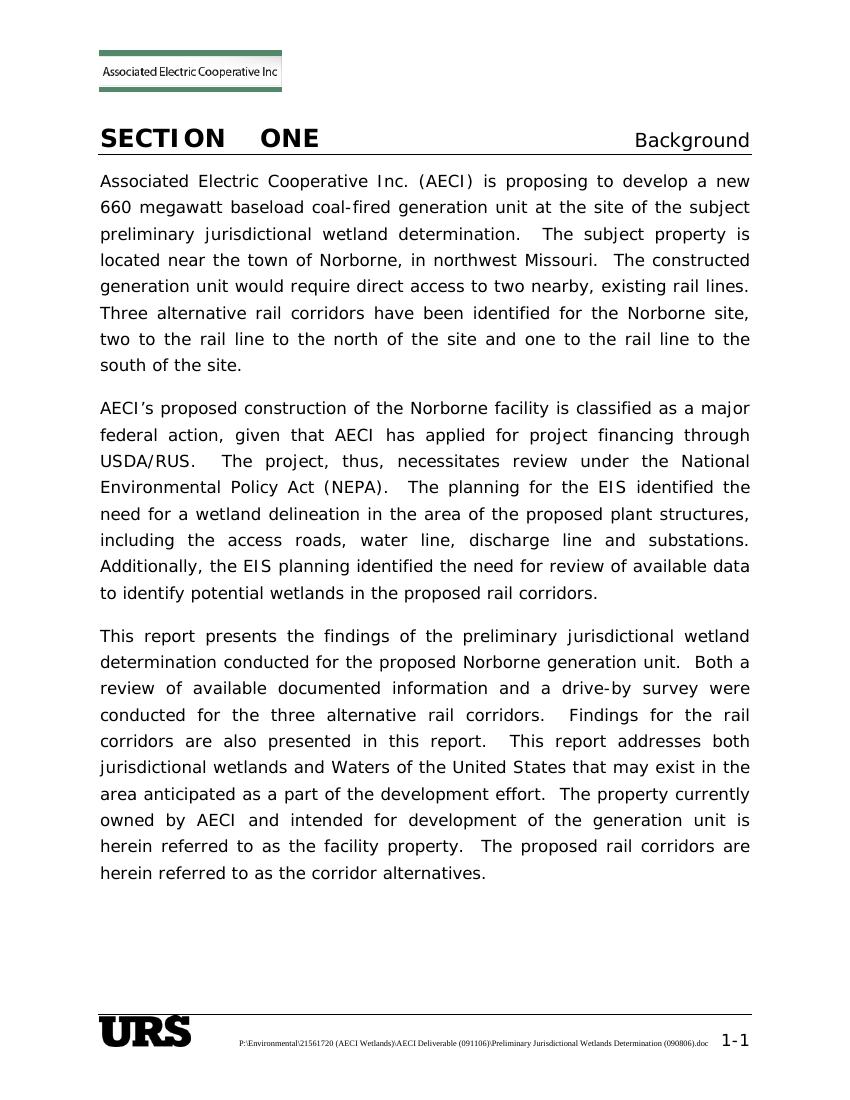 Associated Electric Cooperative Inc
SECTION ONE Background
Associated Electric Cooperative Inc. (AECI) is proposing to develop a new
660 megawatt baseload coal-fired generation unit at the site of the subject
preliminary jurisdictional wetland determination. The subject property is
located near the town of Norborne, in northwest Missouri. The constructed
generation unit would require direct access to two nearby, existing rail lines.
Three alternative rail corridors have been identified for the Norborne site,
two to the rail line to the north of the site and one to the rail line to the
south of the site.
AECI’s proposed construction of the Norborne facility is classified as a major
federal action, given that AECI has applied for project financing through
USDA/RUS. The project, thus, necessitates review under the National
Environmental Policy Act (NEPA). The planning for the EIS identified the
need for a wetland delineation in the area of the proposed plant structures,
including the access roads, water line, discharge line and substations.
Additionally, the EIS planning identified the need for review of available data
to identify potential wetlands in the proposed rail corridors.
This report presents the findings of the preliminary jurisdictional wetland
determination conducted for the proposed Norborne generation unit. Both a
review of available documented information and a drive-by survey were
conducted for the three alternative rail corridors. Findings for the rail
corridors are also presented in this report. This report addresses both
jurisdictional wetlands and Waters of the United States that may exist in the
area anticipated as a part of the development effort. The property currently
owned by AECI and intended for development of the generation unit is
herein referred to as the facility property. The proposed rail corridors are
herein referred to as the corridor alternatives.
URS P:\Environmental\21561720 (AECI Wetlands)\AECI Deliverable (091106)\Preliminary Jurisdictional Wetlands Determination (090806).doc 1-1